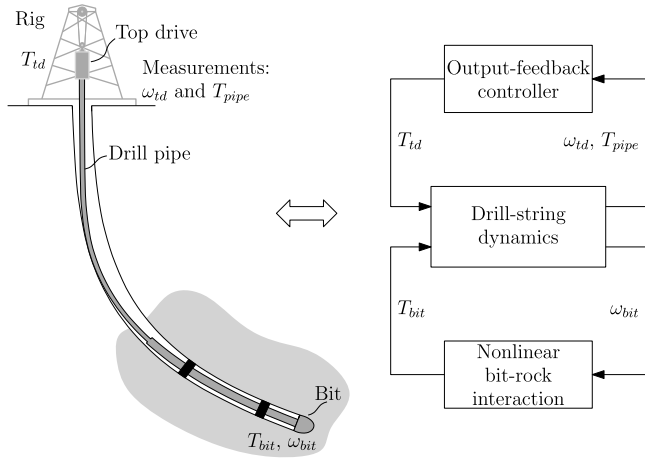 Rig
Top drive
T_td
Measurements:
ω_td and T_pipe
Drill pipe
Bit
T_bit, ω_bit
Output-feedback
controller
T_td
ω_td, T_pipe
Drill-string
dynamics
T_bit
ω_bit
Nonlinear
bit-rock
interaction